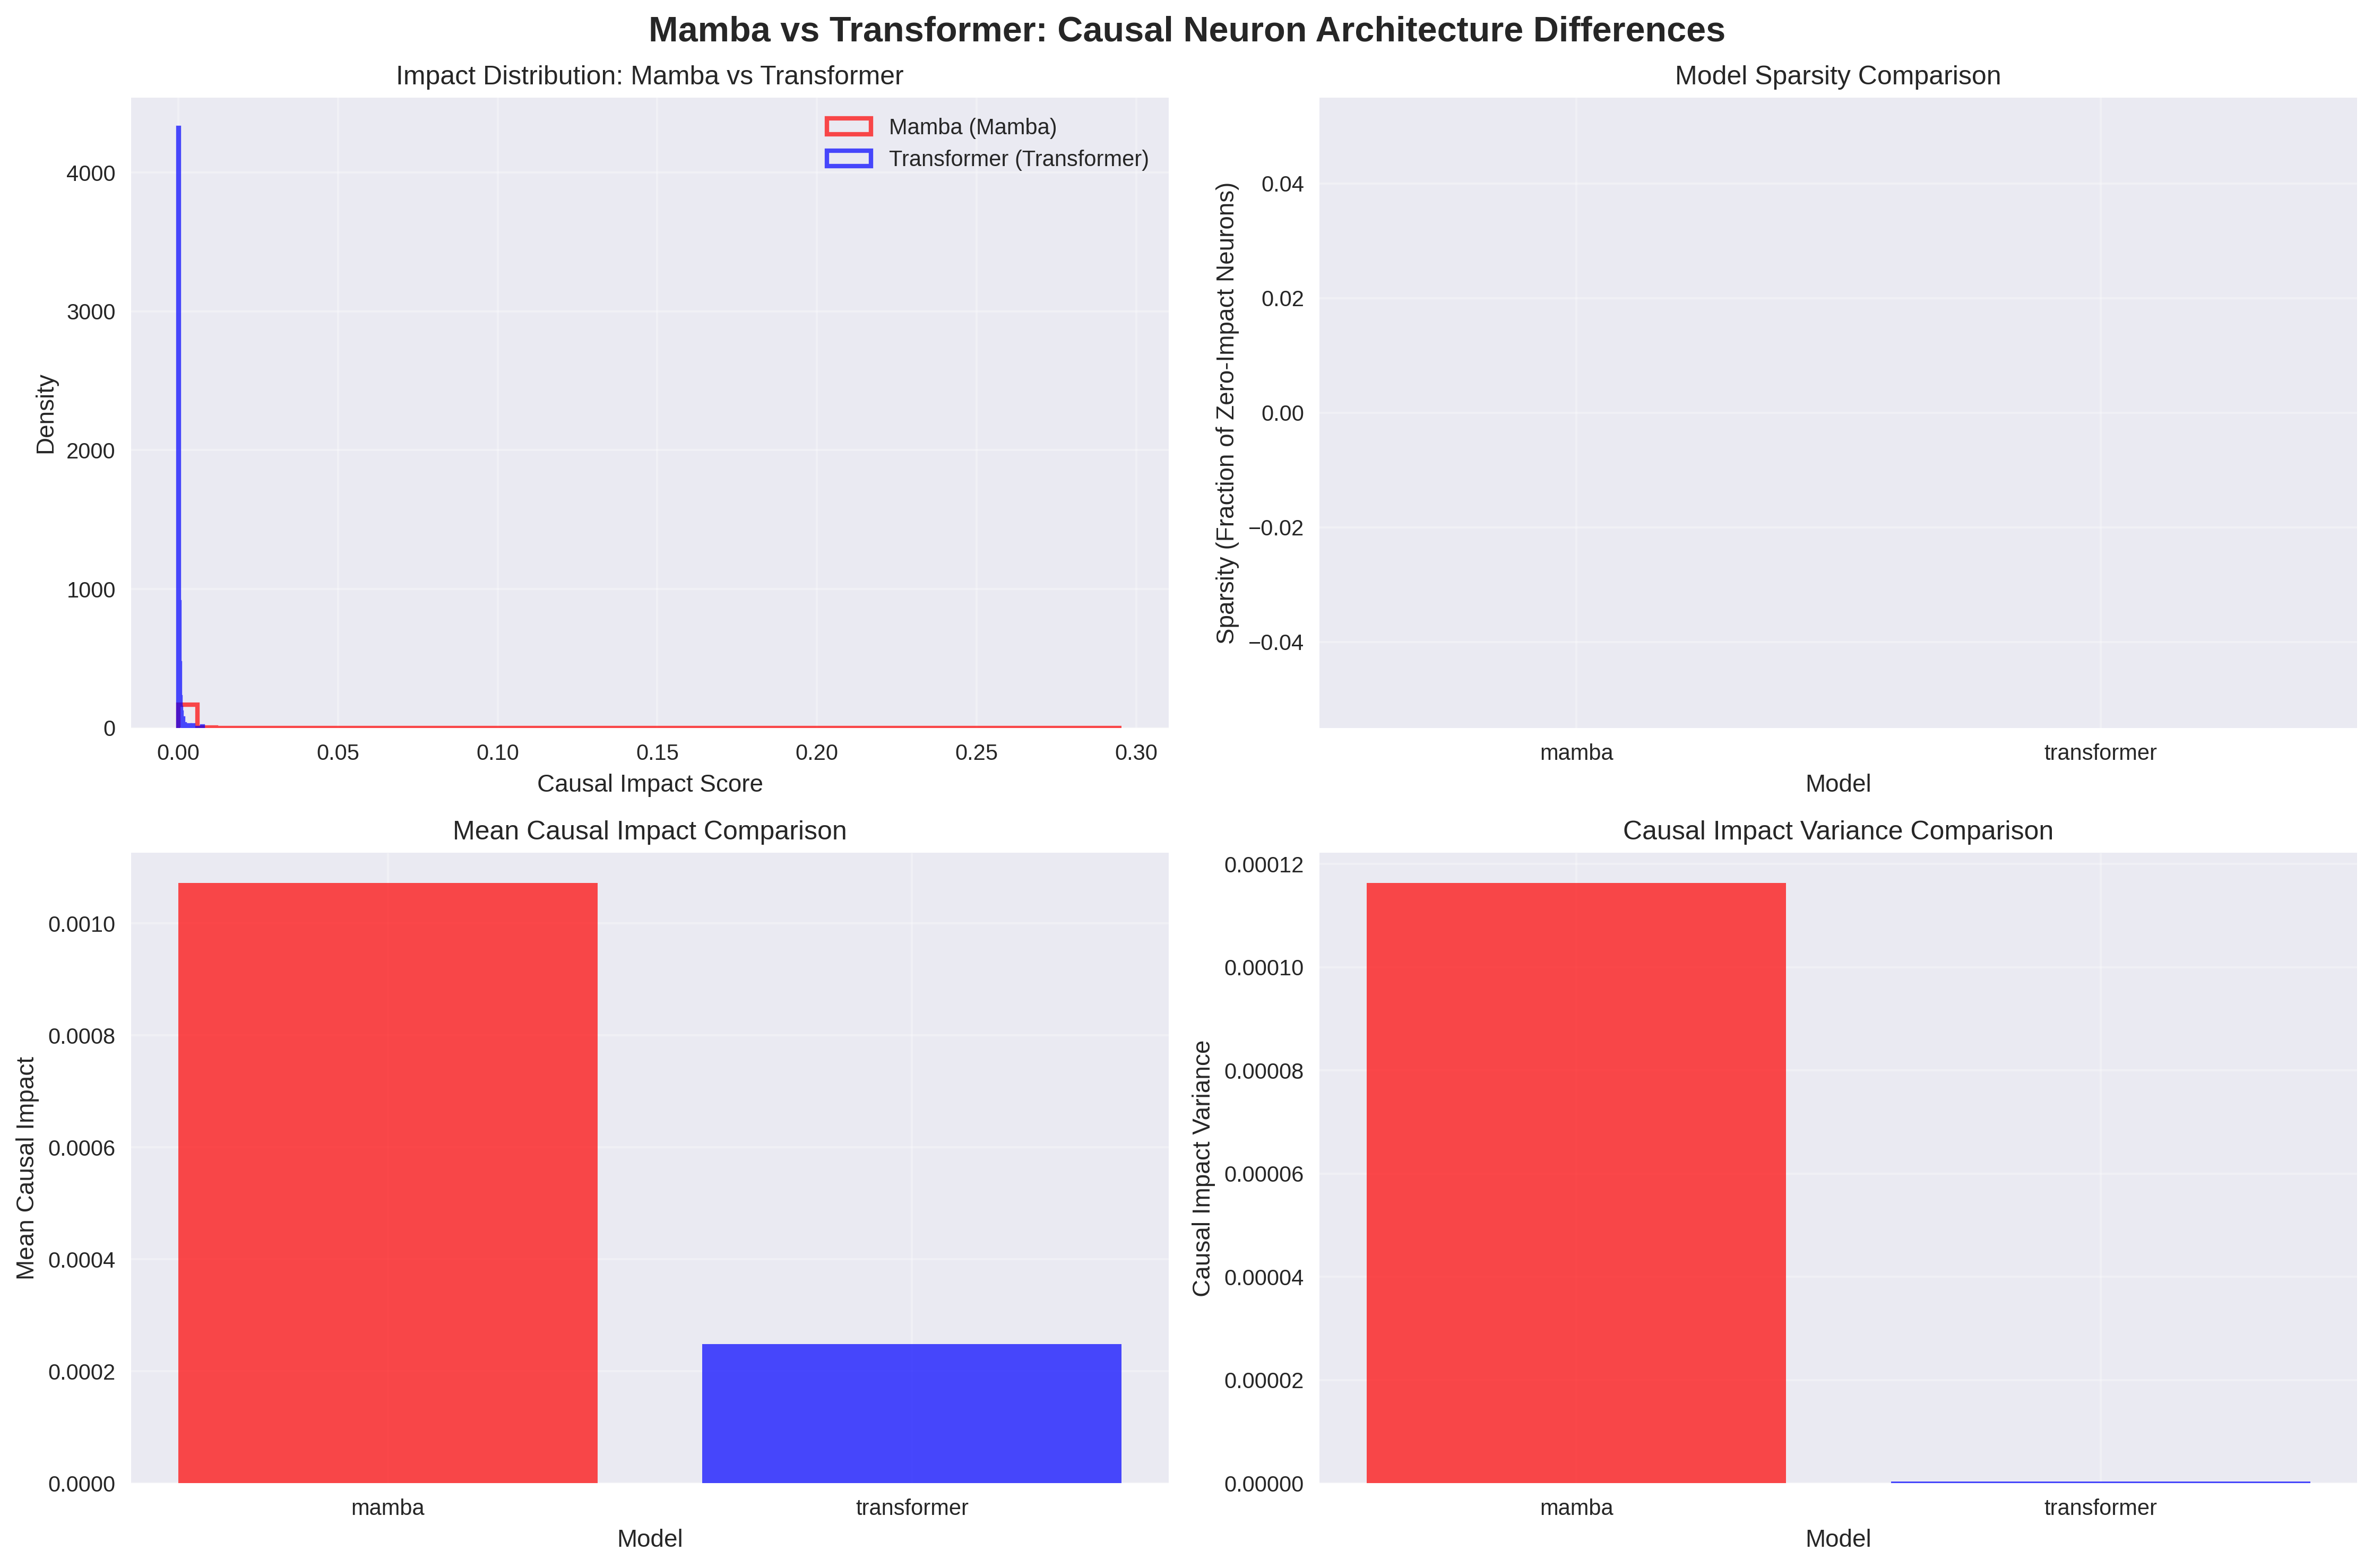 Mamba vs Transformer: Causal Neuron Architecture Differences
Impact Distribution: Mamba vs Transformer
Mamba (Mamba)
Transformer (Transformer)
Density
4000
3000
2000
1000
0
0.00 0.05 0.10 0.15 0.20 0.25 0.30
Causal Impact Score
Model Sparsity Comparison
Sparsity (Fraction of Zero-Impact Neurons)
0.04
0.02
0.00
−0.02
−0.04
mamba transformer
Model
Mean Causal Impact Comparison
Mean Causal Impact
0.0010
0.0008
0.0006
0.0004
0.0002
0.0000
mamba transformer
Model
Causal Impact Variance Comparison
Causal Impact Variance
0.00012
0.00010
0.00008
0.00006
0.00004
0.00002
0.00000
mamba transformer
Model